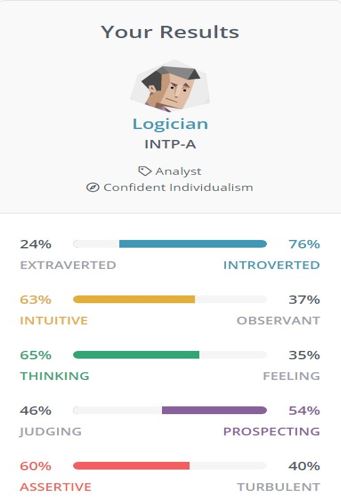 Your Results
Logician
INTP-A
Analyst
Confident Individualism
24% 76%
EXTRAVERTED INTROVERTED
63% 37%
INTUITIVE OBSERVANT
65% 35%
THINKING FEELING
46% 54%
JUDGING PROSPECTING
60% 40%
ASSERTIVE TURBULENT